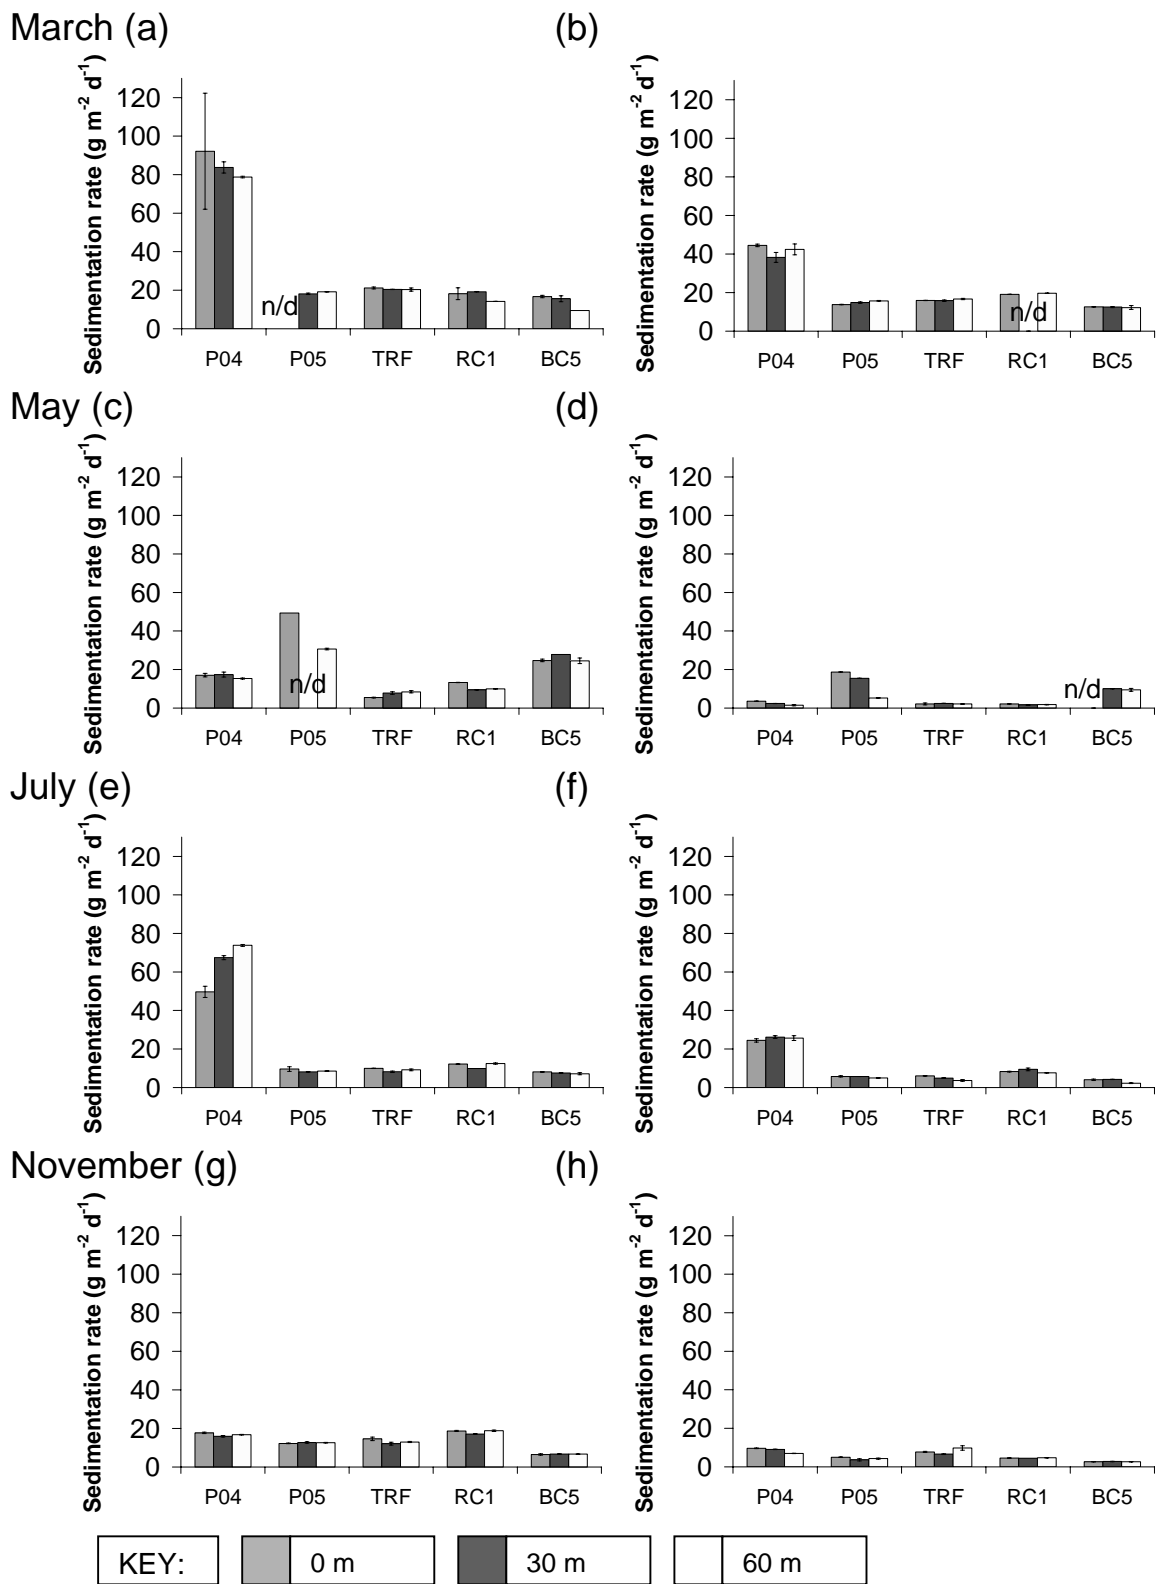 March (a)
(b)
Sedimentation rate (g m-2 d-1)
120
100
80
60
40
20
0
n/d
P04 P05 TRF RC1 BC5
Sedimentation rate (g m-2 d-1)
120
100
80
60
40
20
0
n/d
P04 P05 TRF RC1 BC5
May (c)
(d)
Sedimentation rate (g m-2 d-1)
120
100
80
60
40
20
0
n/d
P04 P05 TRF RC1 BC5
Sedimentation rate (g m-2 d-1)
120
100
80
60
40
20
0
n/d
P04 P05 TRF RC1 BC5
July (e)
(f)
Sedimentation rate (g m-2 d-1)
120
100
80
60
40
20
0
P04 P05 TRF RC1 BC5
Sedimentation rate (g m-2 d-1)
120
100
80
60
40
20
0
P04 P05 TRF RC1 BC5
November (g)
(h)
Sedimentation rate (g m-2 d-1)
120
100
80
60
40
20
0
P04 P05 TRF RC1 BC5
Sedimentation rate (g m-2 d-1)
120
100
80
60
40
20
0
P04 P05 TRF RC1 BC5
KEY: 0 m 30 m 60 m